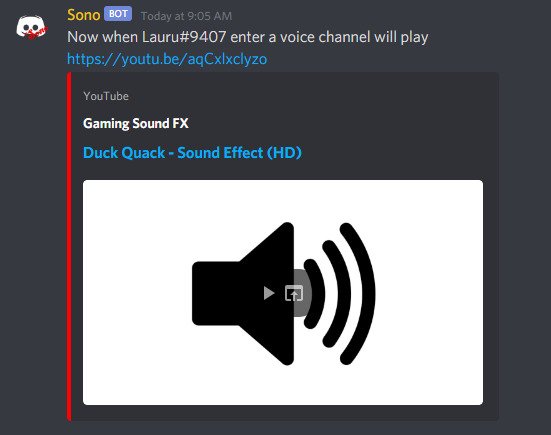 Sono BOT Today at 9:05 AM
Now when Lauru#9407 enter a voice channel will play
https://youtu.be/aqCxlxclyzo
YouTube
Gaming Sound FX
Duck Quack - Sound Effect (HD)